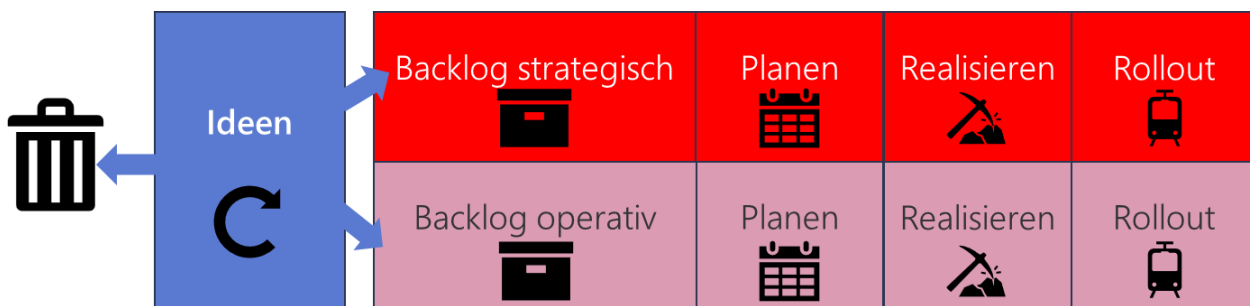 Ideen
Backlog strategisch
Planen
Realisieren
Rollout
Backlog operativ
Planen
Realisieren
Rollout